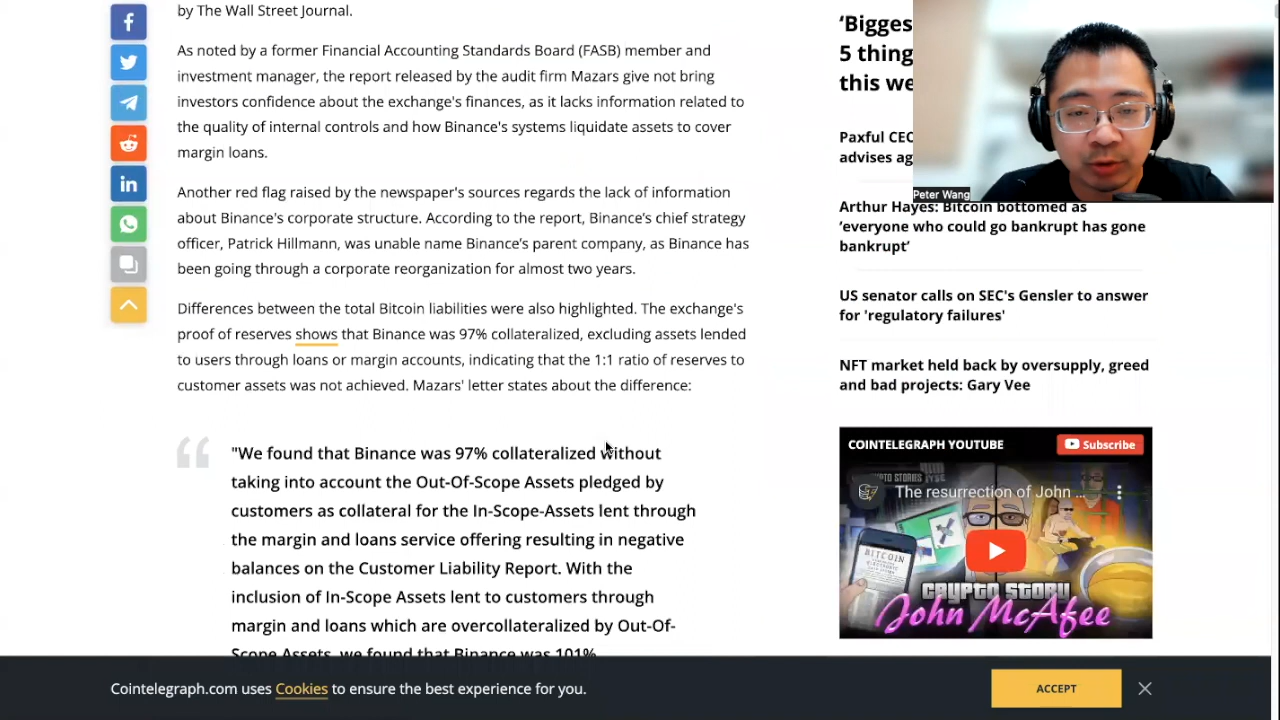 by The Wall Street Journal.
As noted by a former Financial Accounting Standards Board (FASB) member and
investment manager, the report released by the audit firm Mazars give not bring
investors confidence about the exchange's finances, as it lacks information related to
the quality of internal controls and how Binance's systems liquidate assets to cover
margin loans.
Another red flag raised by the newspaper's sources regards the lack of information
about Binance's corporate structure. According to the report, Binance's chief strategy
officer, Patrick Hillmann, was unable name Binance's parent company, as Binance has
been going through a corporate reorganization for almost two years.
Differences between the total Bitcoin liabilities were also highlighted. The exchange's
proof of reserves shows that Binance was 97% collateralized, excluding assets lended
to users through loans or margin accounts, indicating that the 1:1 ratio of reserves to
customer assets was not achieved. Mazars' letter states about the difference:
"We found that Binance was 97% collateralized without
taking into account the Out-Of-Scope Assets pledged by
customers as collateral for the In-Scope-Assets lent through
the margin and loans service offering resulting in negative
balances on the Customer Liability Report. With the
inclusion of In-Scope Assets lent to customers through
margin and loans which are overcollateralized by Out-Of-
Scope Assets, we found that Binance was 101%
‘Bigges
5 thing
this we
Paxful CEO
advises ag
Peter Wang
Arthur Hayes: Bitcoin bottomed as
‘everyone who could go bankrupt has gone
bankrupt’
US senator calls on SEC's Gensler to answer
for 'regulatory failures'
NFT market held back by oversupply, greed
and bad projects: Gary Vee
COINTELEGRAPH YOUTUBE
Subscribe
The resurrection of John ...
BITCOIN
CRYPTO STORY
John McAfee
Cointelegraph.com uses Cookies to ensure the best experience for you.
ACCEPT